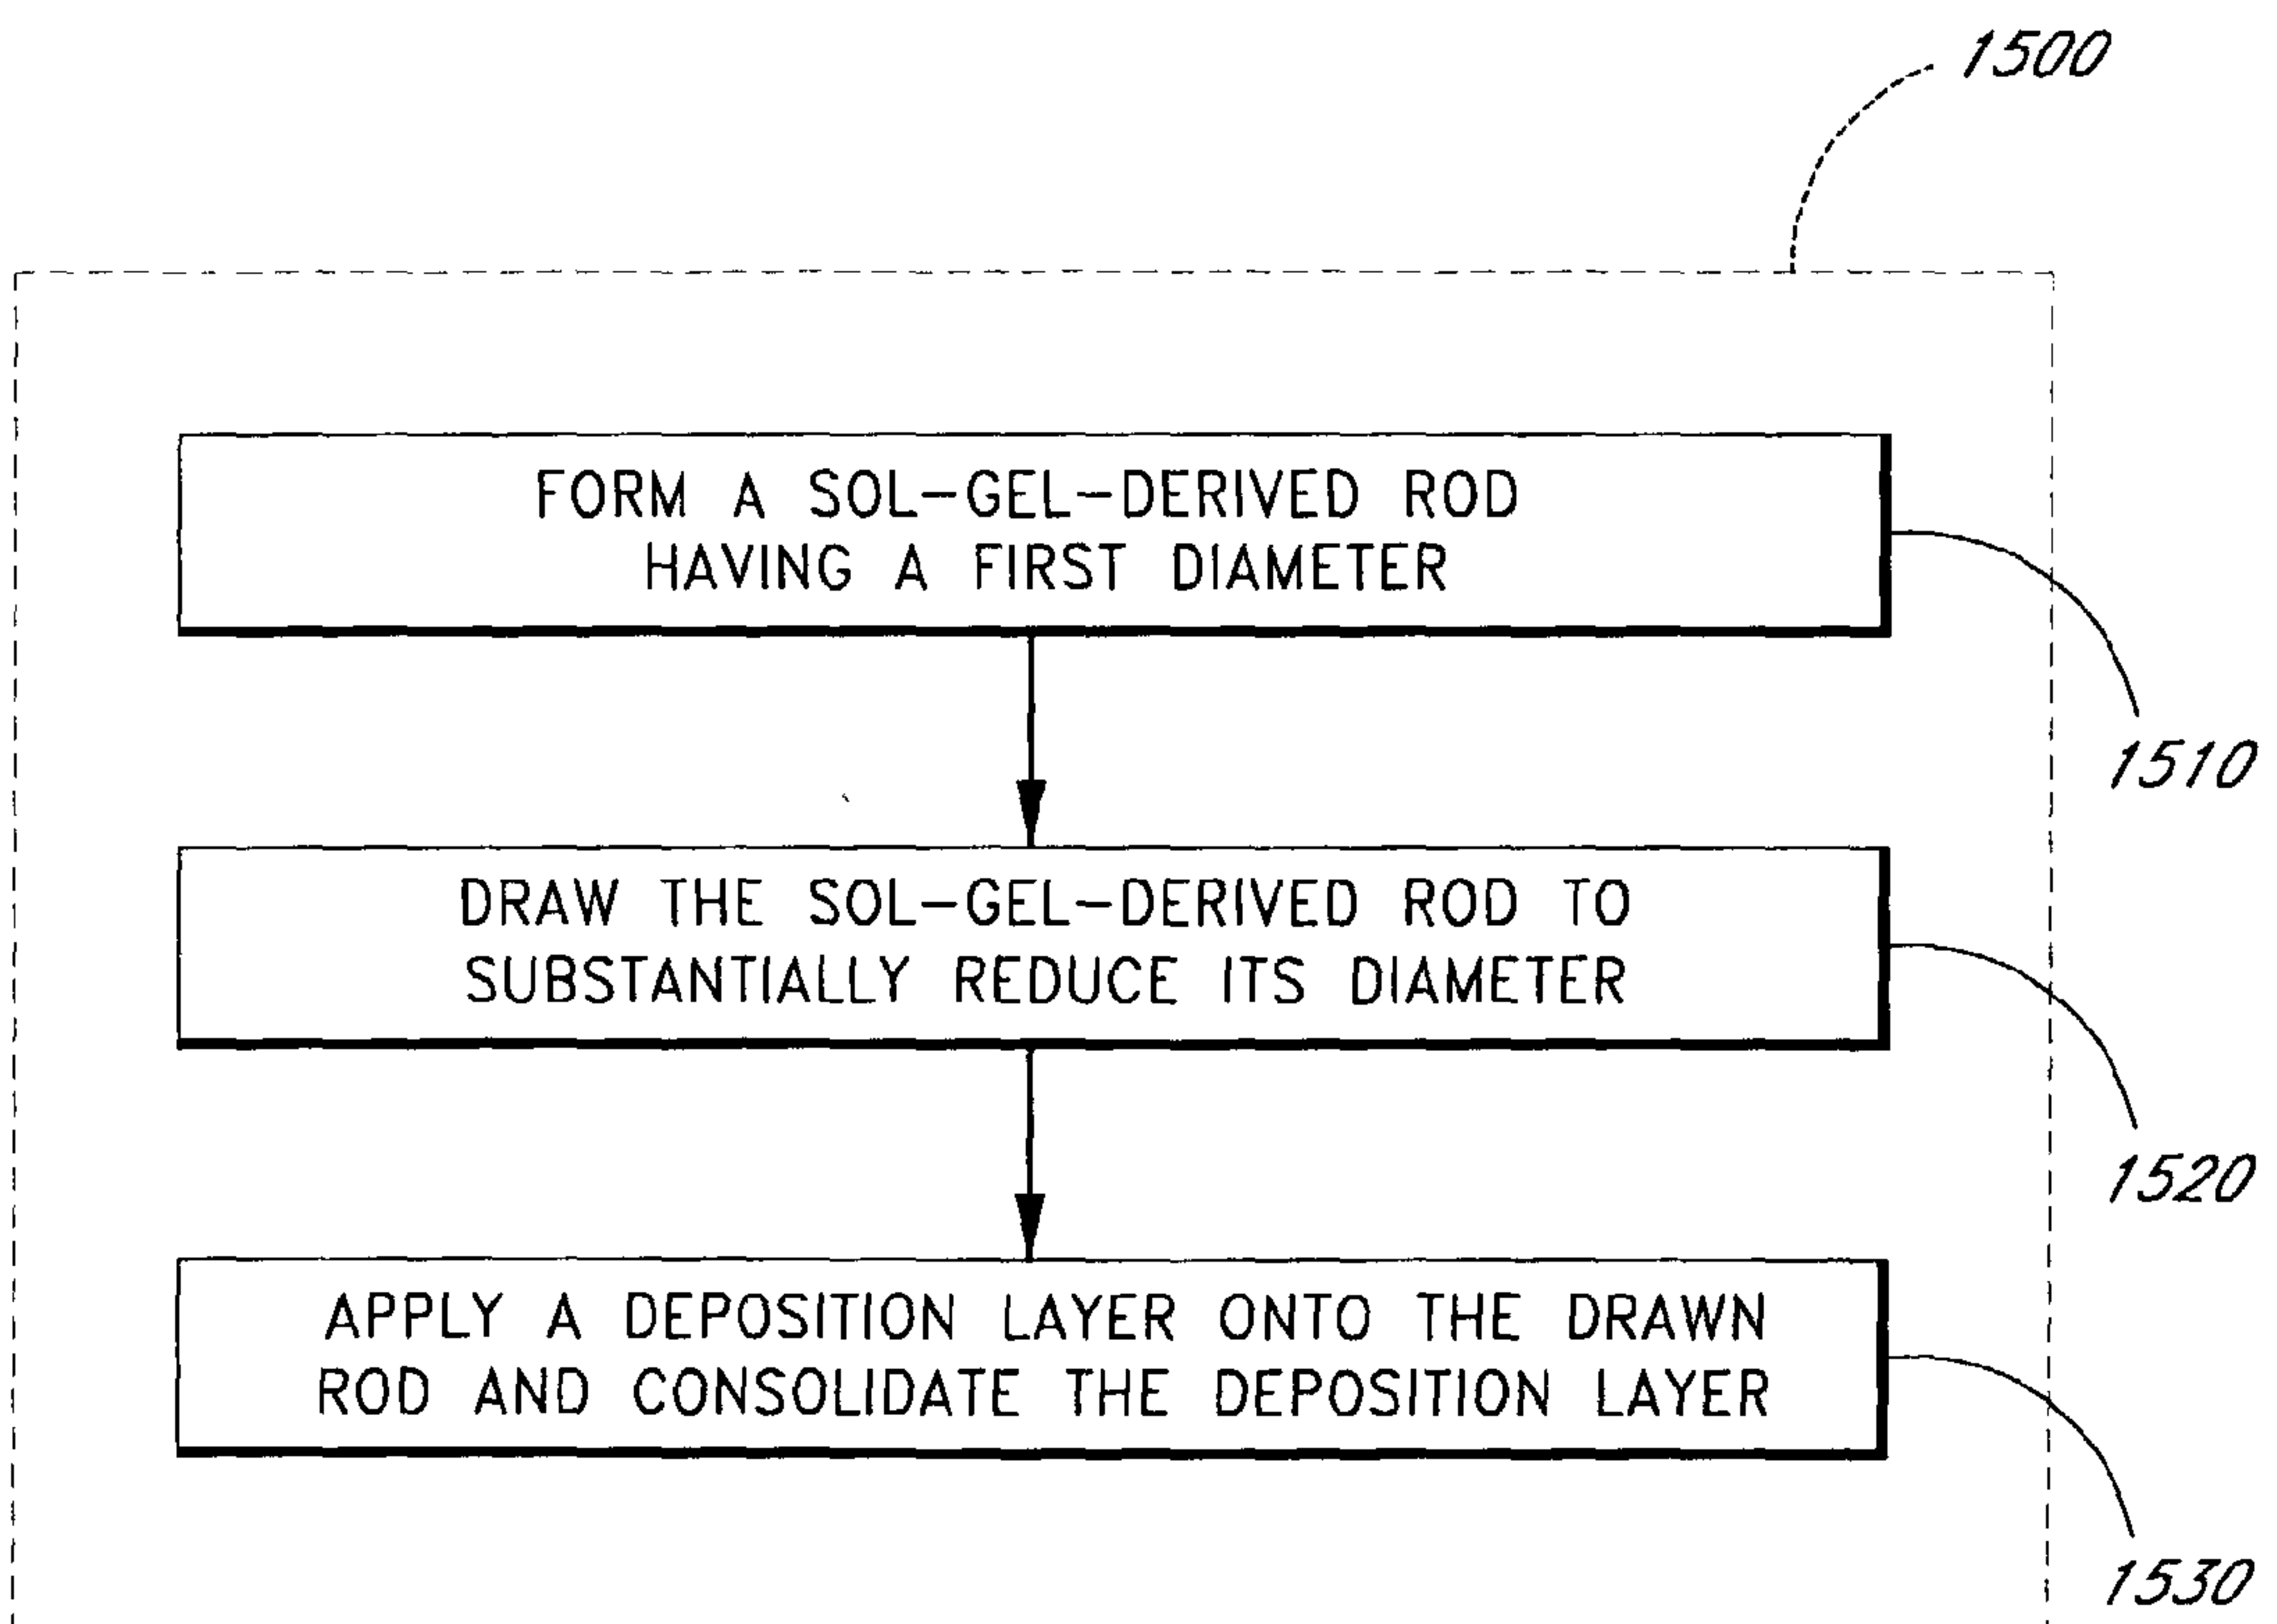 1500
FORM A SOL-GEL-DERIVED ROD
HAVING A FIRST DIAMETER
1510
DRAW THE SOL-GEL-DERIVED ROD TO
SUBSTANTIALLY REDUCE ITS DIAMETER
1520
APPLY A DEPOSITION LAYER ONTO THE DRAWN
ROD AND CONSOLIDATE THE DEPOSITION LAYER
1530